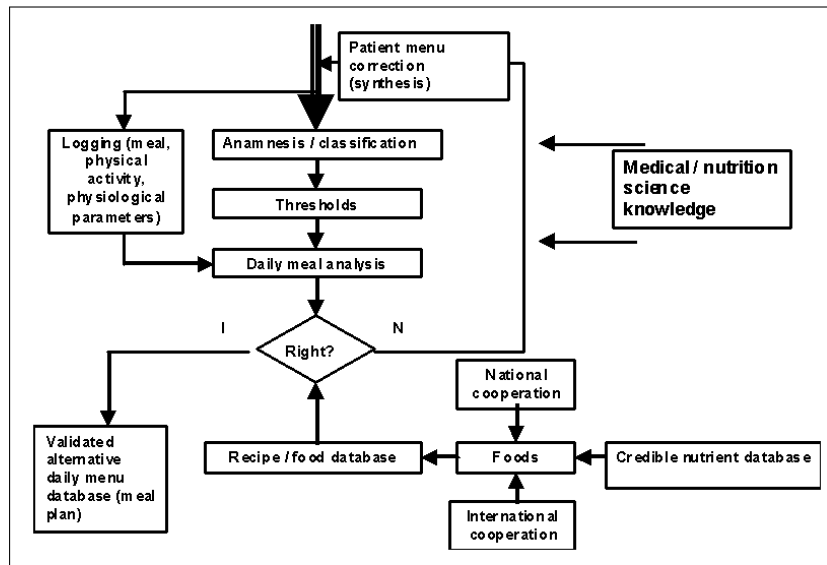 Patient menu
correction
(synthesis)
Anamnesis / classification
Logging (meal,
physical
activity,
physiological
parameters)
Medical / nutrition
science
knowledge
Thresholds
Daily meal analysis
I
N
Right?
National
cooperation
Validated
alternative
daily menu
database (meal
plan)
Recipe / food database
Foods
Credible nutrient database
International
cooperation